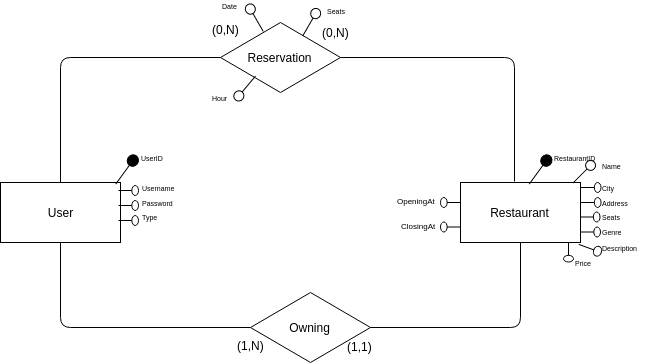 Date
Seats
(0,N)
(0,N)
Reservation
Hour
UserID
RestaurantID
Name
Username
City
Password
OpeningAt
Address
User
Restaurant
Type
Seats
ClosingAt
Genre
Description
Price
Owning
(1,N)
(1,1)